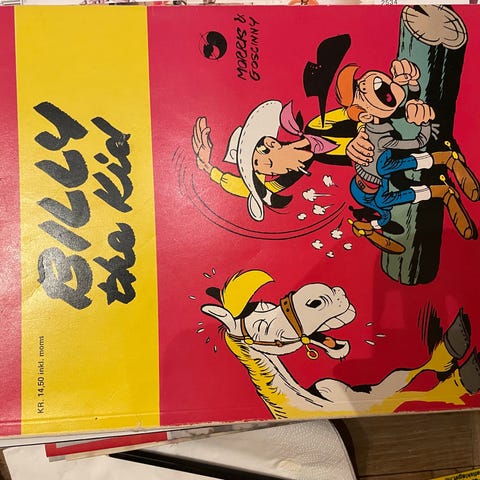 BILLY
the Kid
KR. 14,50 inkl. moms
MORRIS &
GOSCINNY